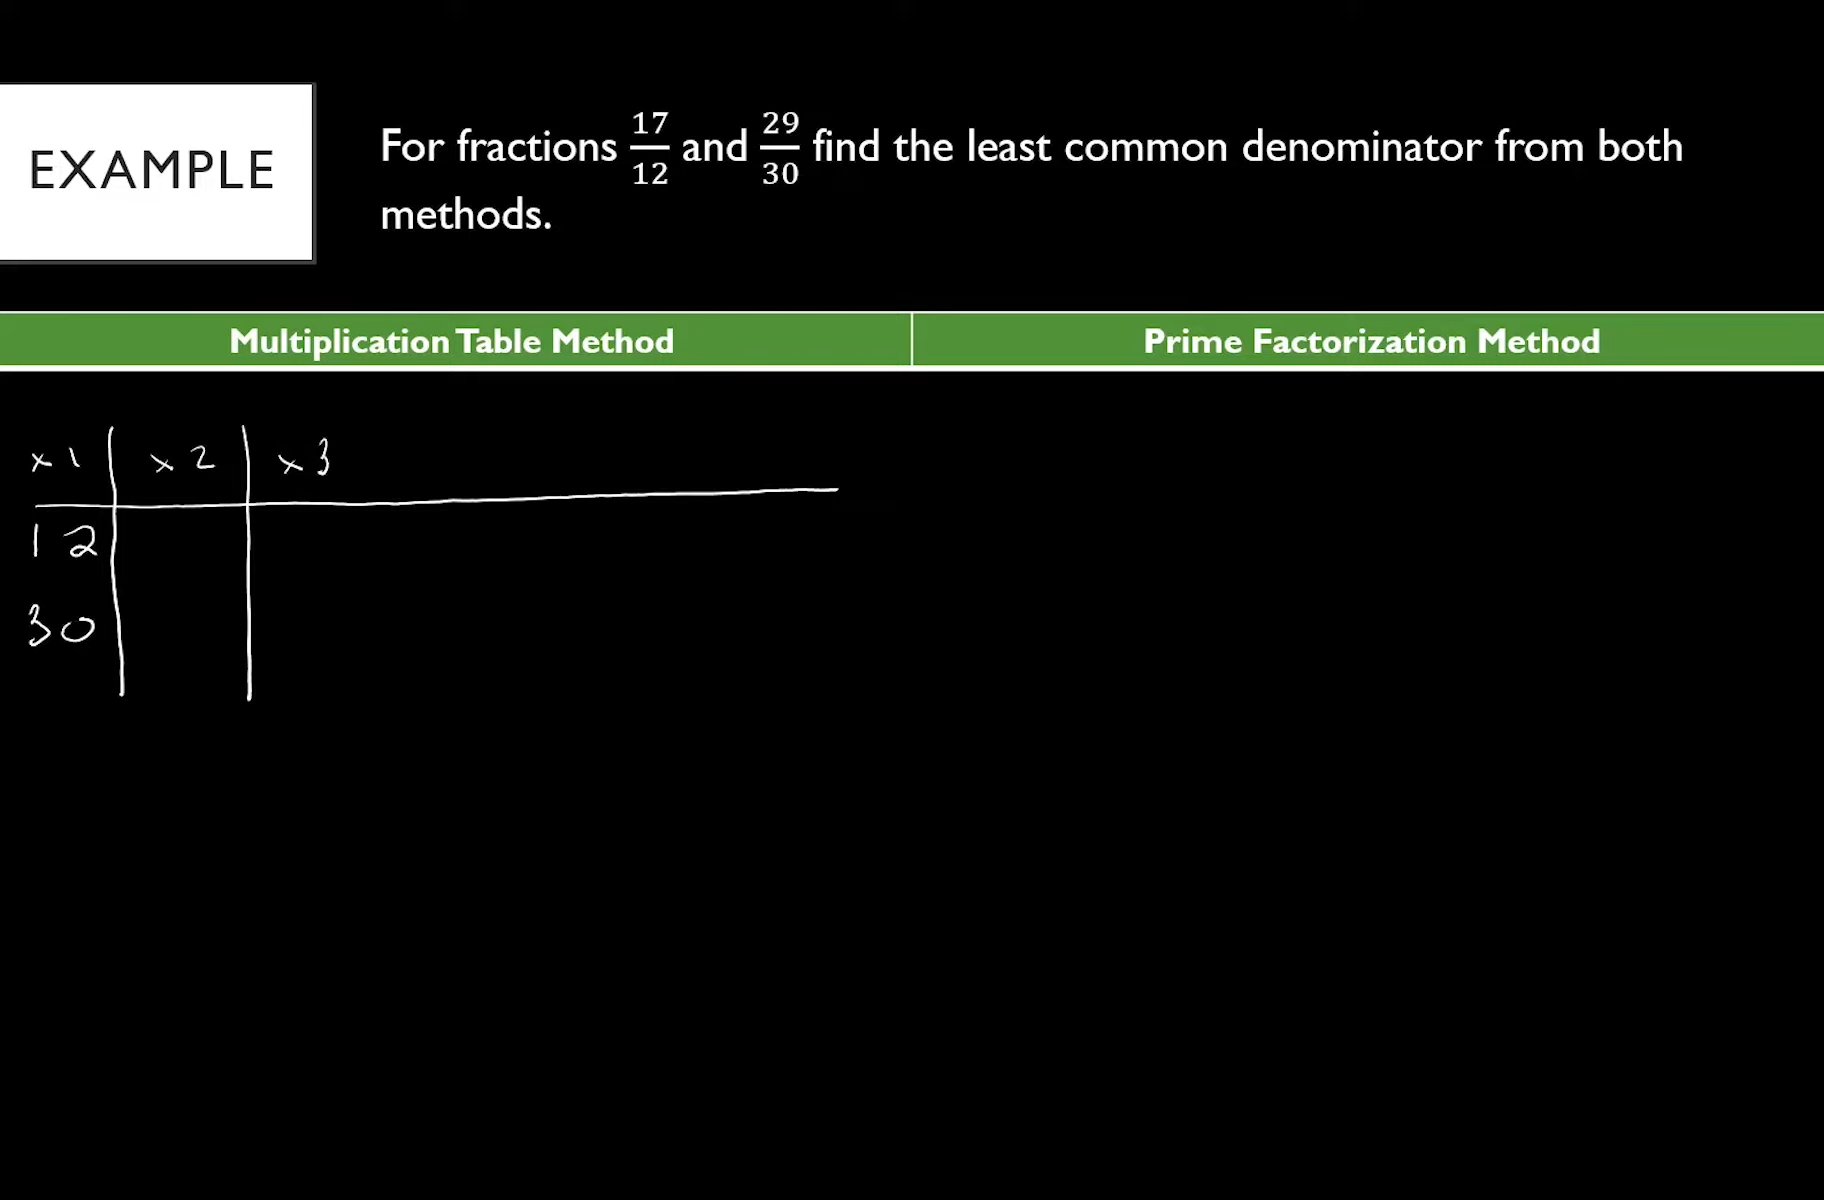 EXAMPLE
For fractions 17/12 and 29/30 find the least common denominator from both
methods.
Multiplication Table Method
Prime Factorization Method
x 1 x 2 x 3
12
30